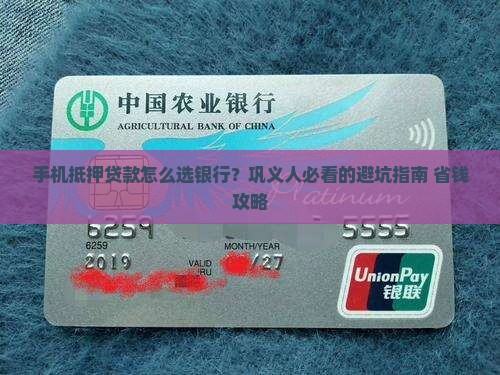 中国农业银行
AGRICULTURAL BANK OF CHINA
手机抵押贷款怎么选银行？巩义人必看的避坑指南 省钱
攻略
6259 5555
6259 MONTH/YEAR
2019 VALID /27
THRU
UnionPay
银联